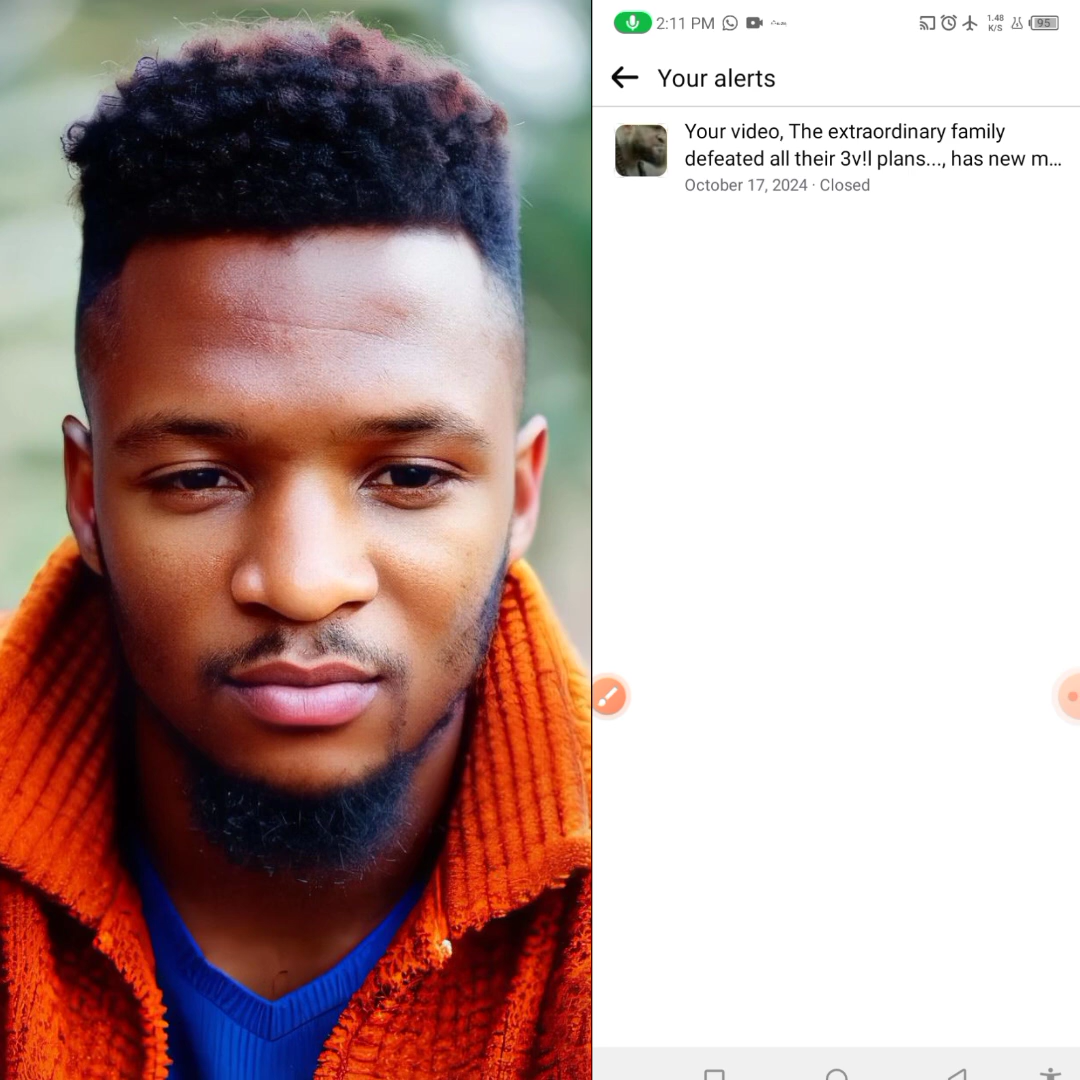 2:11 PM
1.48
K/S
95
Your alerts
Your video, The extraordinary family
defeated all their 3v!l plans..., has new m...
October 17, 2024 · Closed